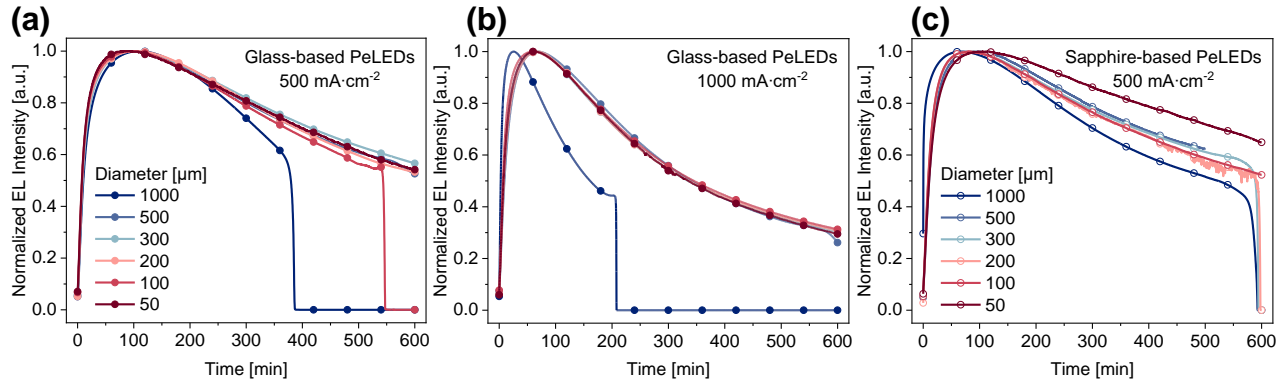 (a)
Glass-based PeLEDs
500 mA·cm-2
Normalized EL Intensity [a.u.]
1.0
0.8
0.6
0.4
0.2
0.0
Diameter [µm]
1000
500
300
200
100
50
0 100 200 300 400 500 600
Time [min]
(b)
Glass-based PeLEDs
1000 mA·cm-2
Normalized EL Intensity [a.u.]
1.0
0.8
0.6
0.4
0.2
0.0
0 100 200 300 400 500 600
Time [min]
(c)
Sapphire-based PeLEDs
500 mA·cm-2
Normalized EL Intensity [a.u.]
1.0
0.8
0.6
0.4
0.2
0.0
Diameter [µm]
1000
500
300
200
100
50
0 100 200 300 400 500 600
Time [min]